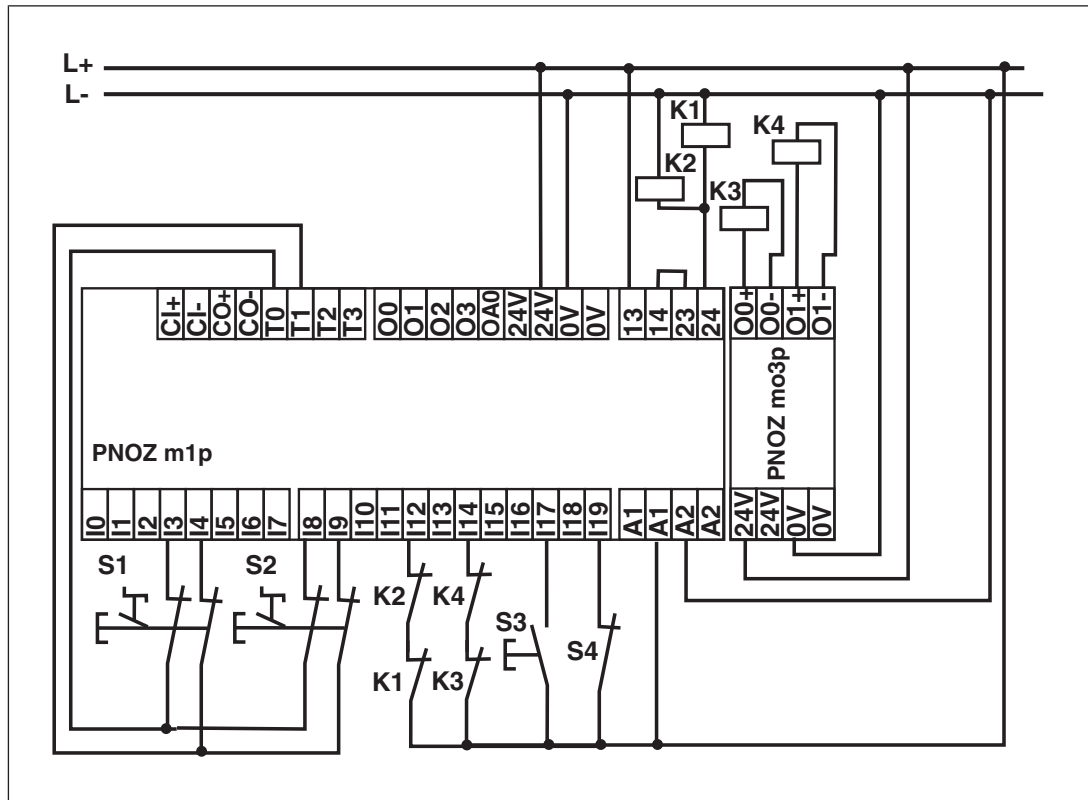 L+
L-
K1
K4
K2
K3
CI+ CI- CO+ CO- T0 T1 T2 T3 O0 O1 O2 O3 OA0 24V 24V 0V 0V 13 14 23 24 O0+ O0- O1+ O1-
PNOZ m1p
PNOZ mo3p
I0 I1 I2 I3 I4 I5 I6 I7 I8 I9 I10 I11 I12 I13 I14 I15 I16 I17 I18 I19 A1 A1 A2 A2 24V 24V 0V 0V
S1 S2
K2 K4
S3
S4
K1 K3